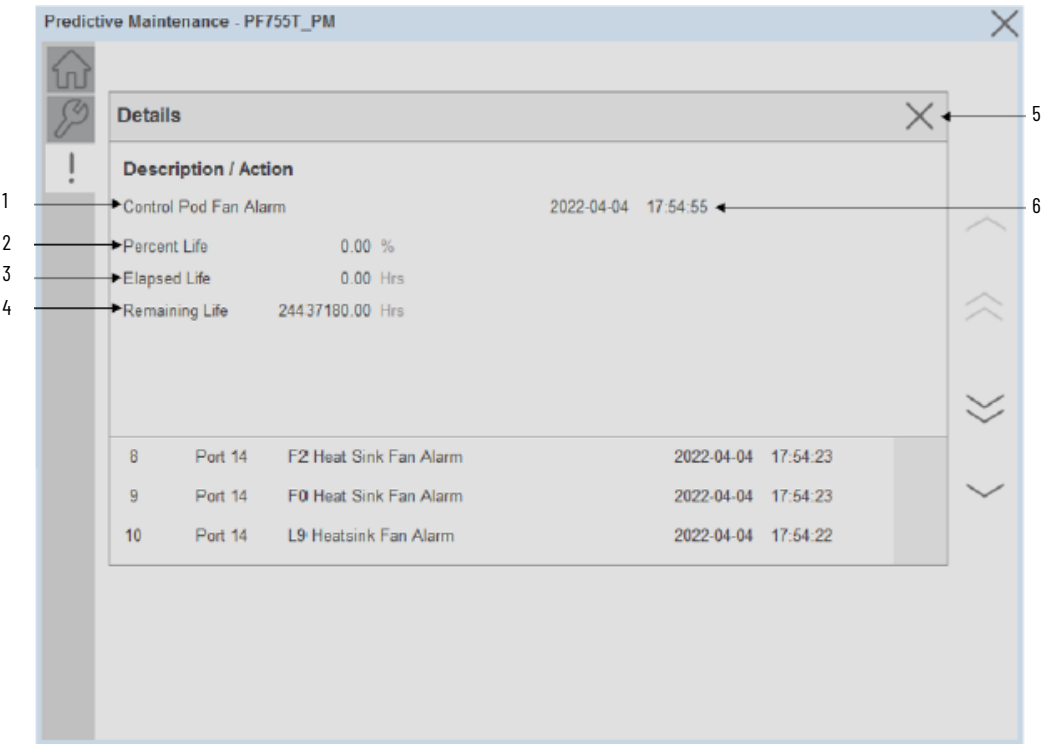 Predictive Maintenance - PF755T_PM
Details
5
Description / Action
1
Control Pod Fan Alarm 2022-04-04 17:54:55
6
2
Percent Life 0.00 %
3
Elapsed Life 0.00 Hrs
4
Remaining Life 24437180.00 Hrs
8 Port 14 F2 Heat Sink Fan Alarm 2022-04-04 17:54:23
9 Port 14 F0 Heat Sink Fan Alarm 2022-04-04 17:54:23
10 Port 14 L9 Heatsink Fan Alarm 2022-04-04 17:54:22